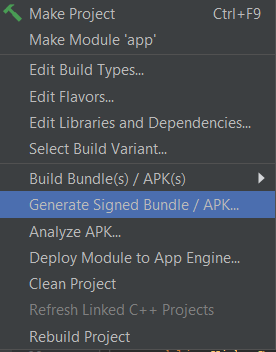 Make Project Ctrl+F9
Make Module 'app'
Edit Build Types...
Edit Flavors...
Edit Libraries and Dependencies...
Select Build Variant...
Build Bundle(s) / APK(s)
Generate Signed Bundle / APK...
Analyze APK...
Deploy Module to App Engine...
Clean Project
Refresh Linked C++ Projects
Rebuild Project